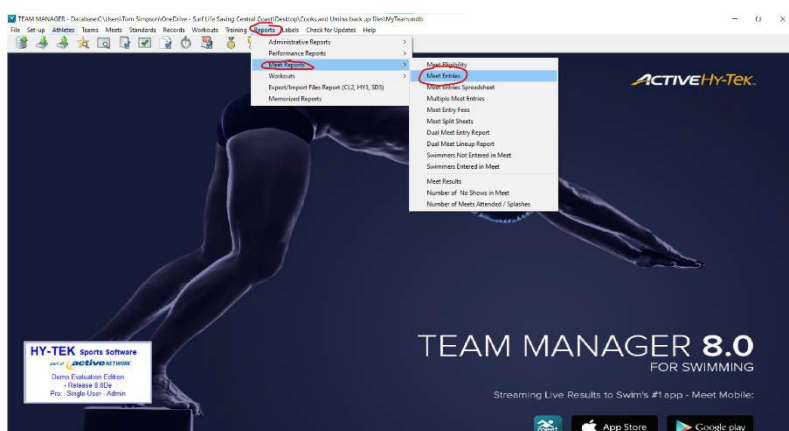 TEAM MANAGER - Database:C:\Users\Tom Simpson\OneDrive - Surf Life Saving Central Coast\Desktop\Cooks and Umina back up files\MyTeam.mdb
File Set-up Athletes Teams Meets Standards Records Workouts Training Reports Labels Check for Updates Help
Administrative Reports
Performance Reports
Meet Reports
Workouts
Export/Import Files Report (CL2, HY3, SD3)
Memorized Reports
Meet Eligibility
Meet Entries
Meet Entries Spreadsheet
Multiple Meet Entries
Meet Entry Fees
Meet Split Sheets
Dual Meet Entry Report
Dual Meet Lineup Report
Swimmers Not Entered in Meet
Swimmers Entered in Meet
Meet Results
Number of No Shows in Meet
Number of Meets Attended / Splashes
ACTIVEHY-TEK
HY-TEK Sports Software
part of active NETWORK
Demo Evaluation Edition
- Release 8.0De
Pro: Single-User - Admin
TEAM MANAGER 8.0
FOR SWIMMING
Streaming Live Results to Swim's #1 app - Meet Mobile:
meet
App Store
Google play